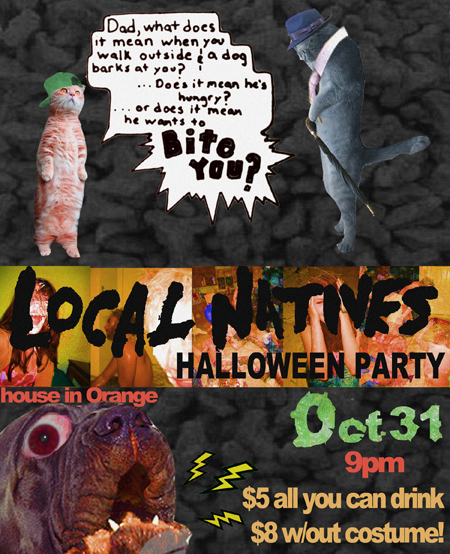 Dad, what does
it mean when you
walk outside & a dog
barks at you?
...Does it mean he's
hungry?
...or does it mean
he wants to
Bite
You?
LOCAL NATIVES
HALLOWEEN PARTY
house in Orange
Oct 31
9pm
$5 all you can drink
$8 w/out costume!